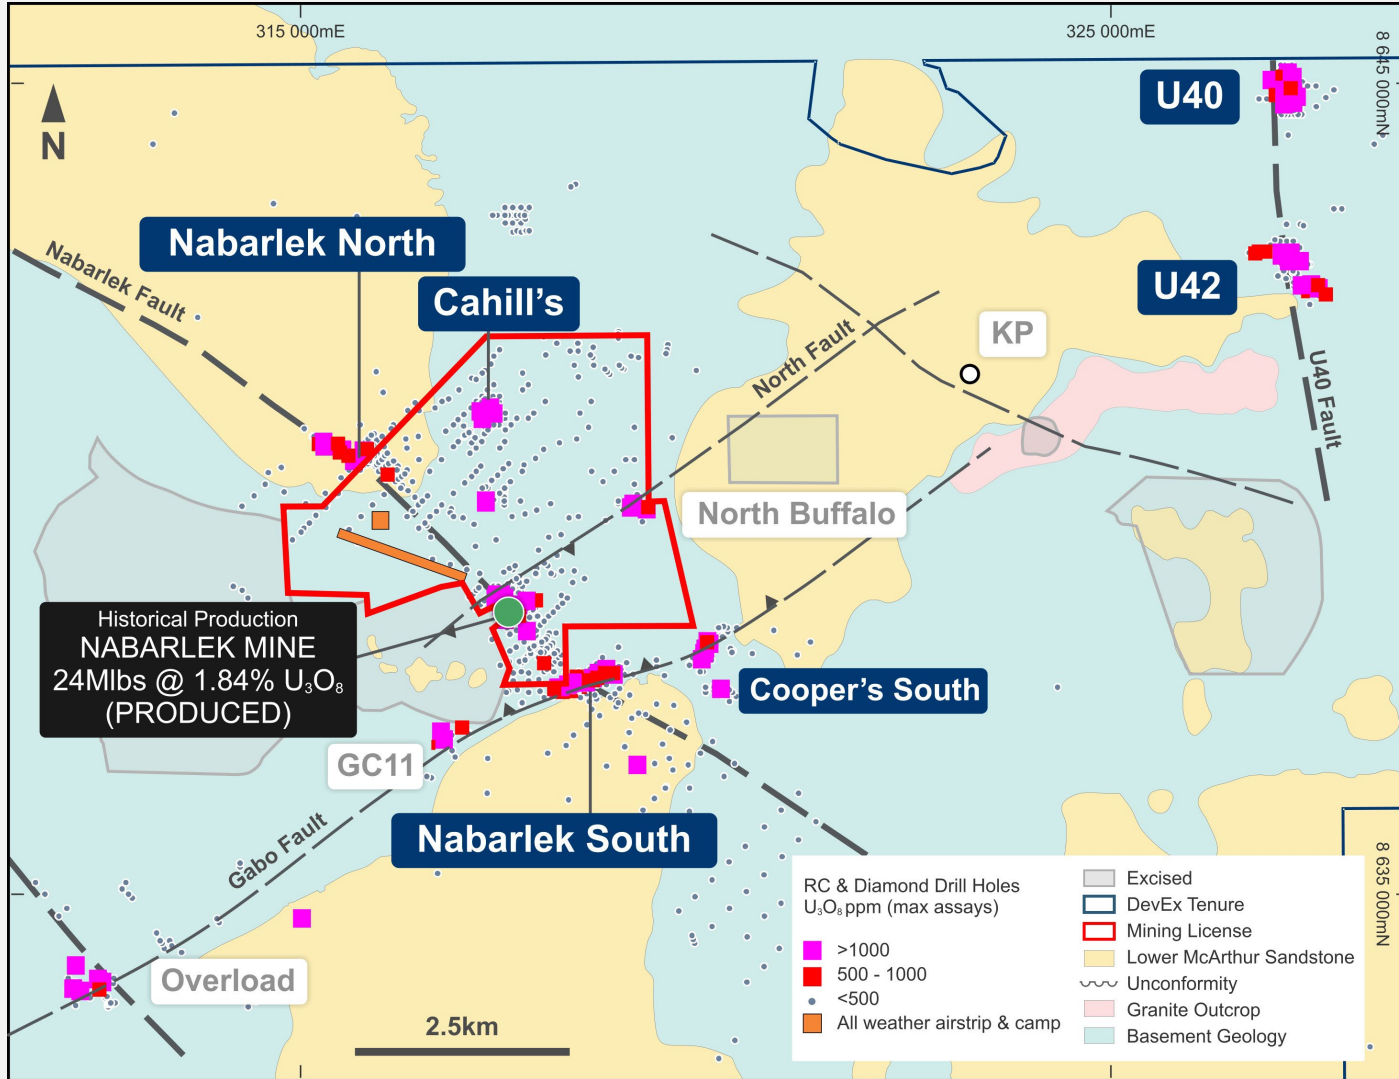 315 000mE
325 000mE
8 645 000mN
N
U40
Nabarlek North
Nabarlek Fault
Cahill's
U42
KP
North Fault
U40 Fault
North Buffalo
Historical Production
NABARLEK MINE
24Mlbs @ 1.84% U₃O₈
(PRODUCED)
Cooper's South
GC11
Nabarlek South
Gabo Fault
8 635 000mN
Overload
2.5km
RC & Diamond Drill Holes
U₃O₈ ppm (max assays)
>1000
500 - 1000
<500
All weather airstrip & camp
Excised
DevEx Tenure
Mining License
Lower McArthur Sandstone
Unconformity
Granite Outcrop
Basement Geology